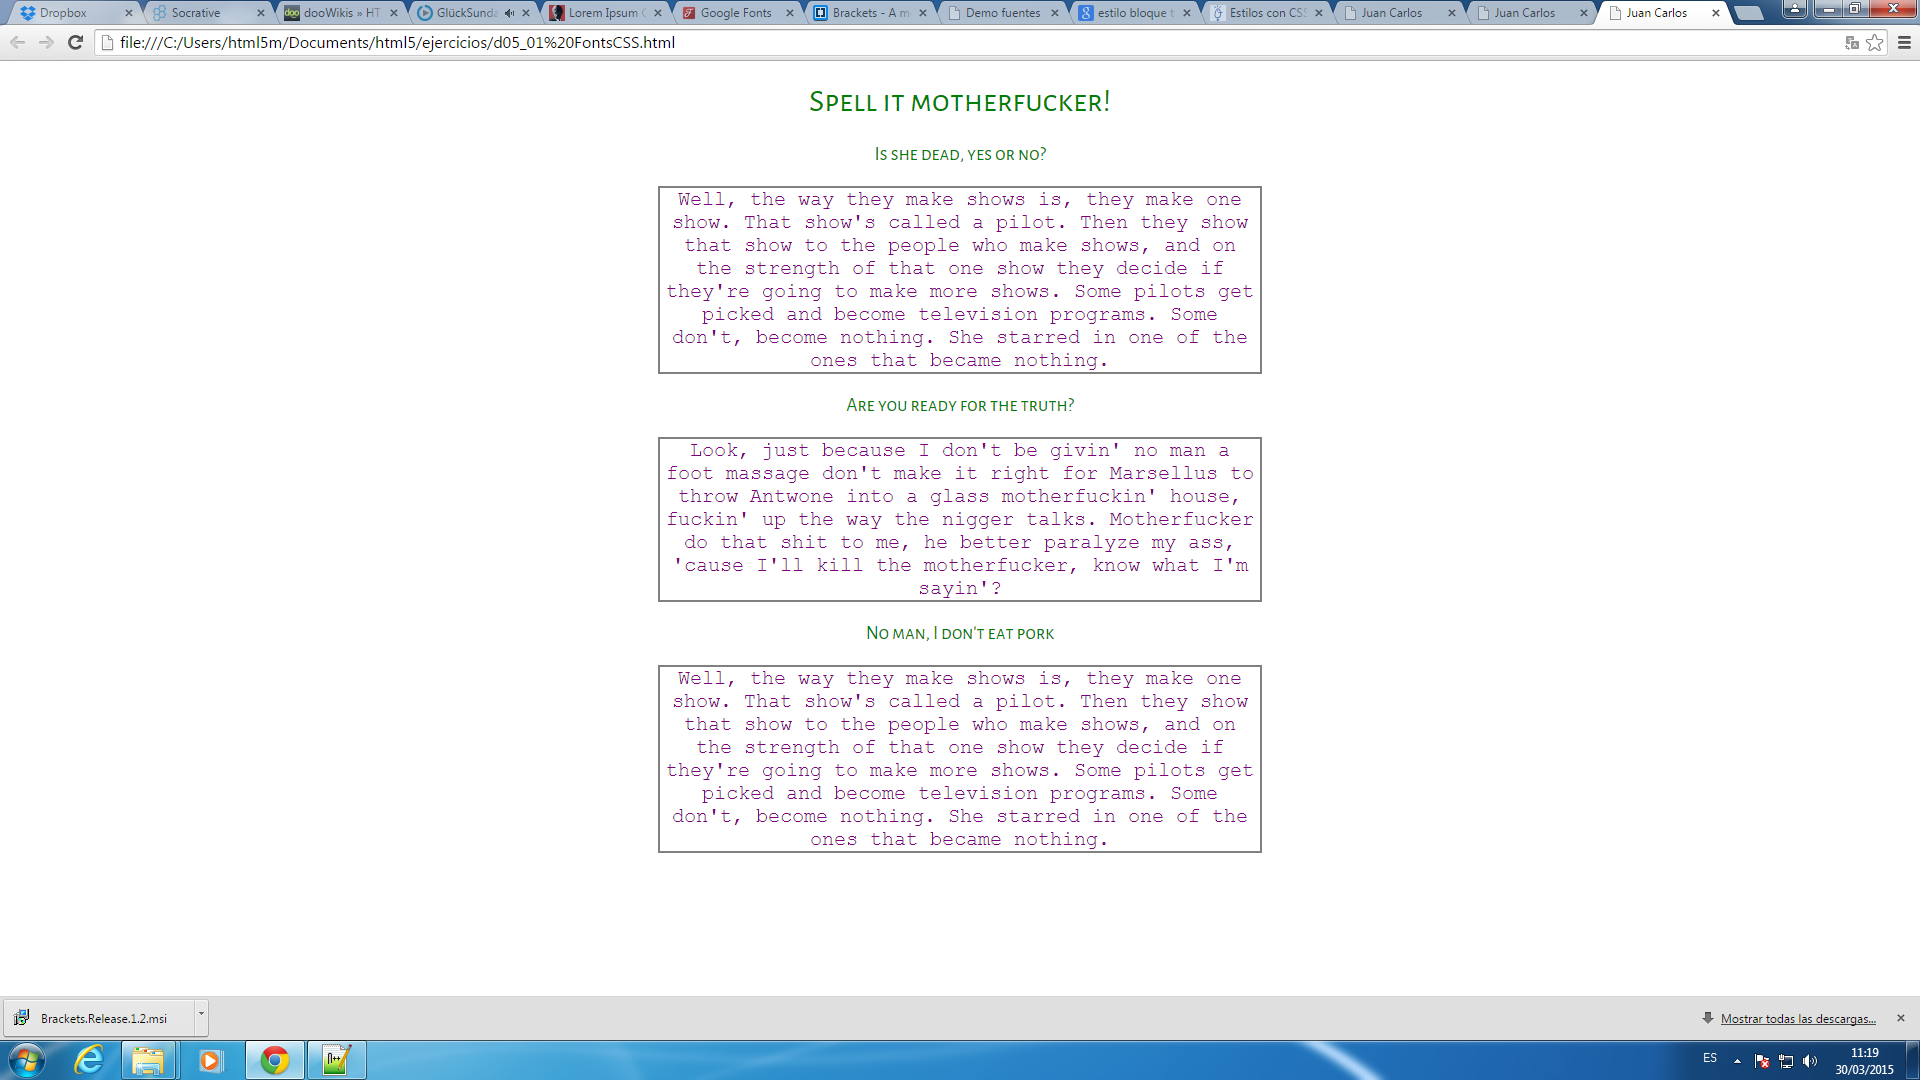 Dropbox
Socrative
dooWikis » HT
GlückSunda
Lorem Ipsum
Google Fonts
Brackets - A m
Demo fuentes
estilo bloque t
Estilos con CSS
Juan Carlos
Juan Carlos
Juan Carlos
file:///C:/Users/html5m/Documents/html5/ejercicios/d05_01%20FontsCSS.html
Spell it motherfucker!
Is she dead, yes or no?
Well, the way they make shows is, they make one
show. That show's called a pilot. Then they show
that show to the people who make shows, and on
the strength of that one show they decide if
they're going to make more shows. Some pilots get
picked and become television programs. Some
don't, become nothing. She starred in one of the
ones that became nothing.
Are you ready for the truth?
Look, just because I don't be givin' no man a
foot massage don't make it right for Marsellus to
throw Antwone into a glass motherfuckin' house,
fuckin' up the way the nigger talks. Motherfucker
do that shit to me, he better paralyze my ass,
'cause I'll kill the motherfucker, know what I'm
sayin'?
No man, I don't eat pork
Well, the way they make shows is, they make one
show. That show's called a pilot. Then they show
that show to the people who make shows, and on
the strength of that one show they decide if
they're going to make more shows. Some pilots get
picked and become television programs. Some
don't, become nothing. She starred in one of the
ones that became nothing.
Brackets.Release.1.2.msi
Mostrar todas las descargas...
ES
11:19
30/03/2015